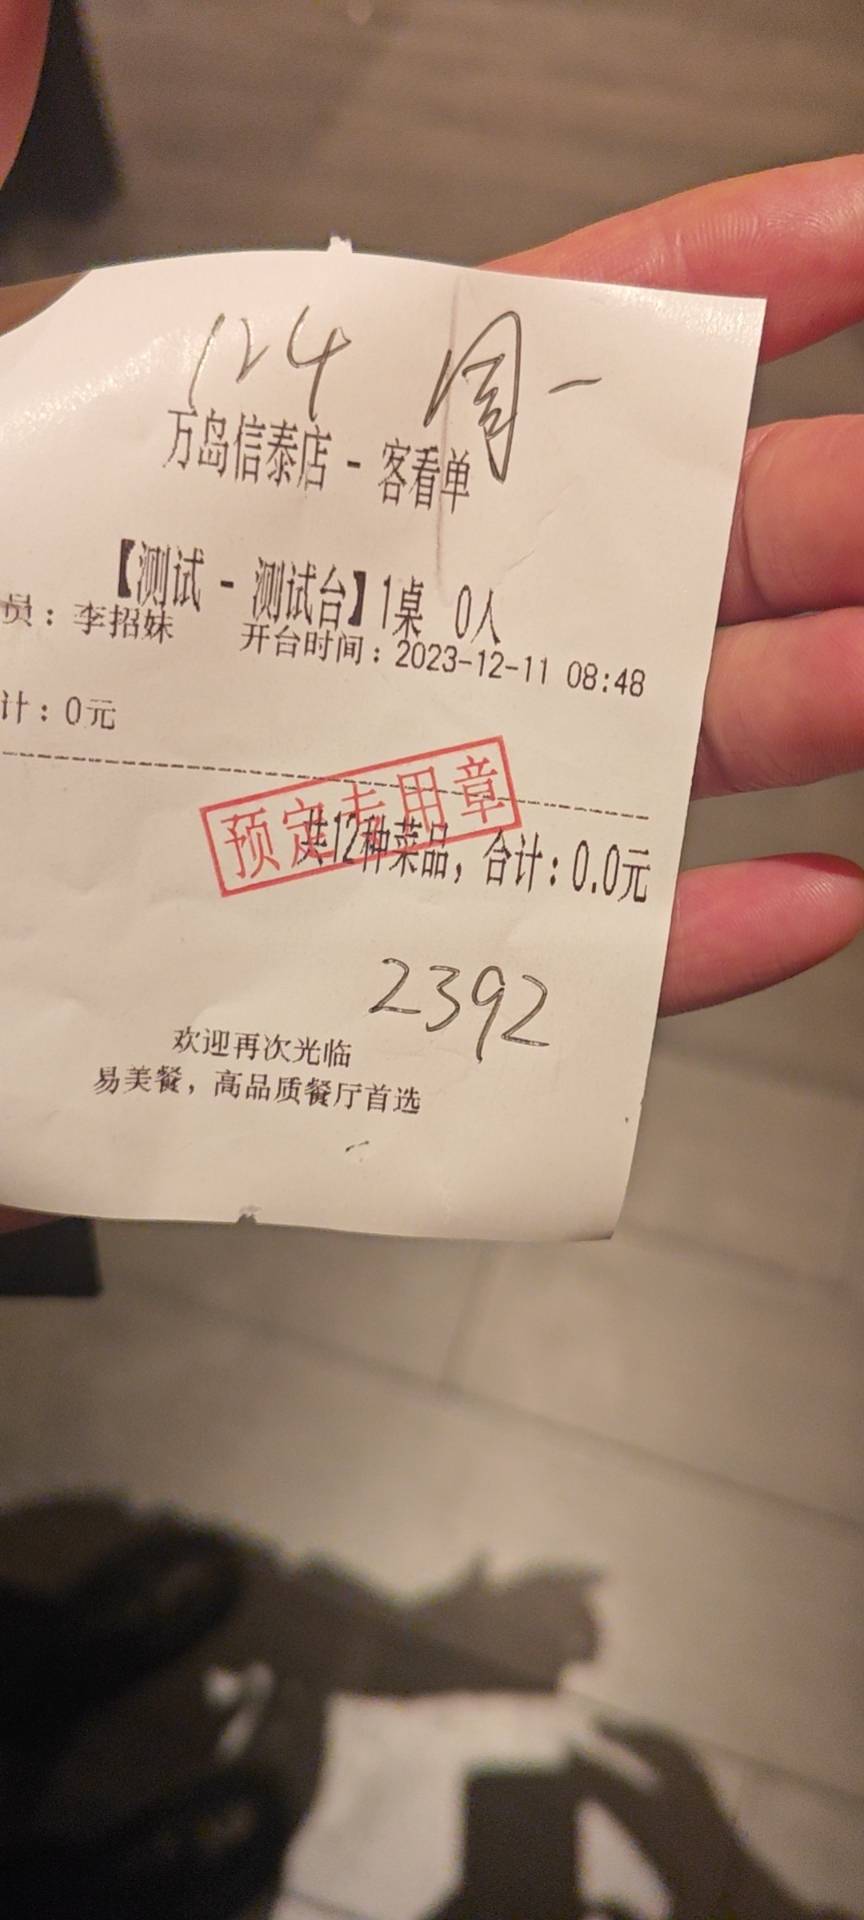 124 周一
万岛信泰店 - 客看单
【测试 - 测试台】1桌 0人
员：李招妹 开台时间：2023-12-11 08:48
计：0元
预定专用章
共12种菜品，合计：0.0元
2392
欢迎再次光临
易美餐，高品质餐厅首选